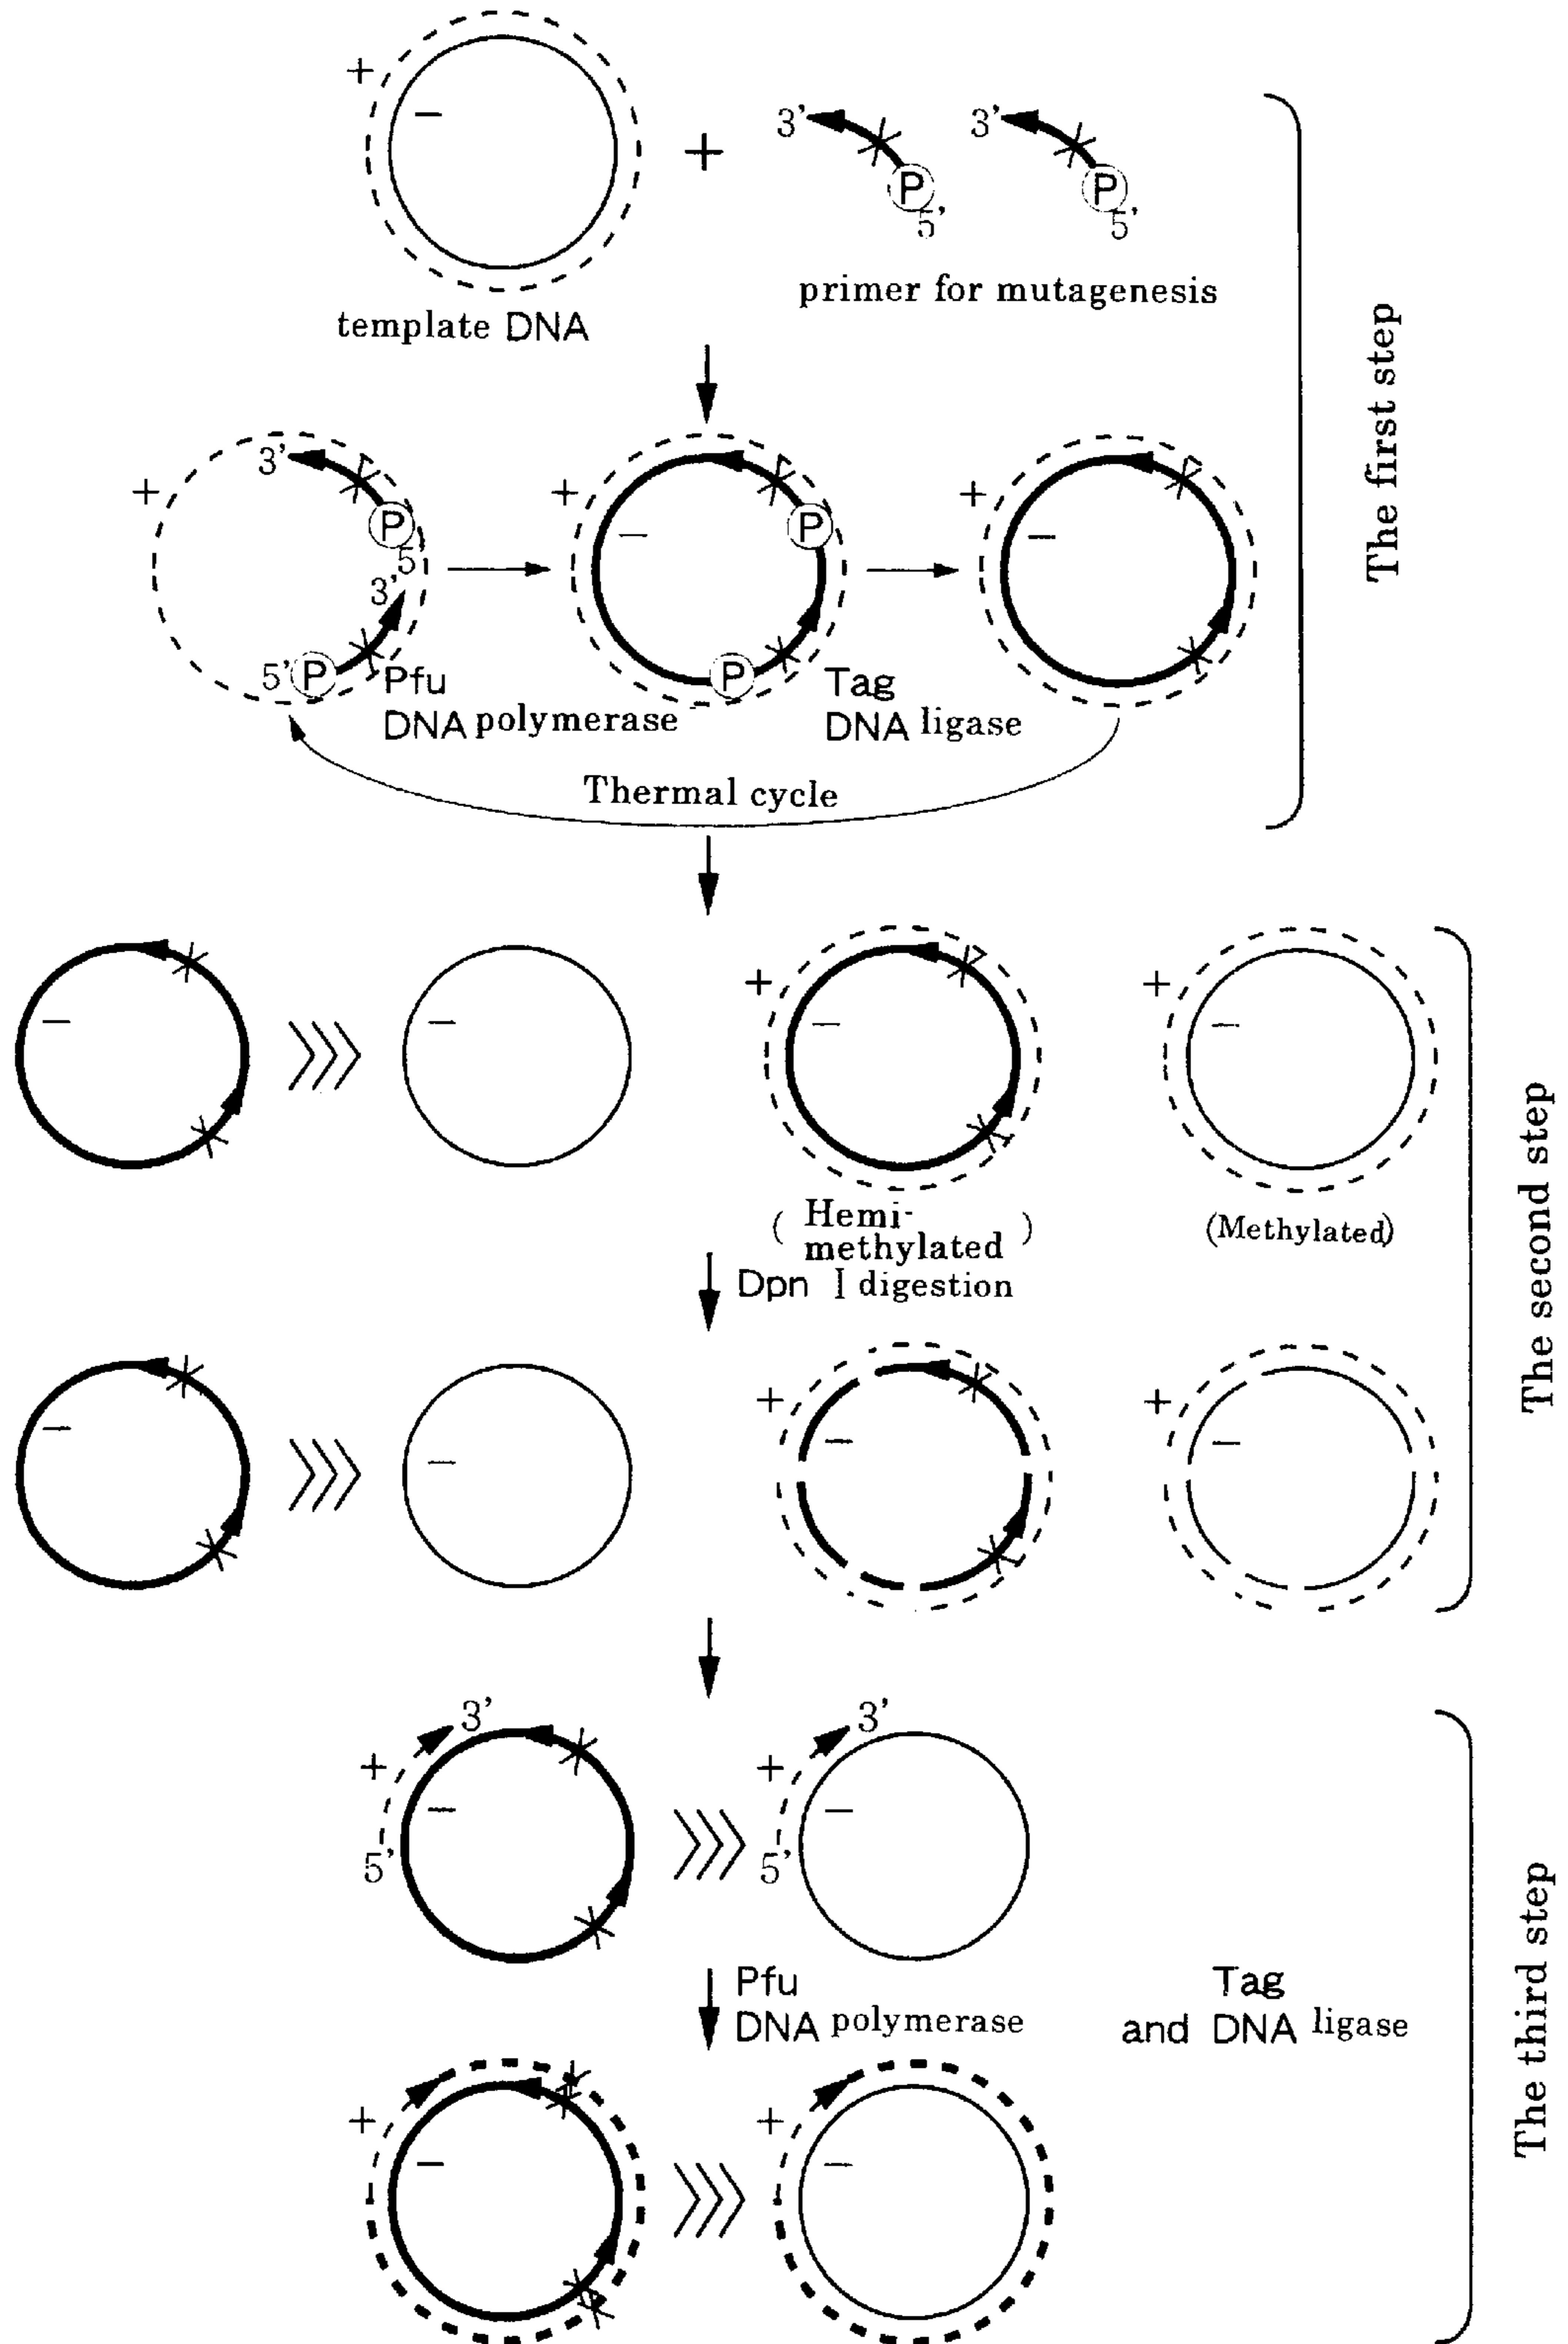 +
−
+
3' P 5'
3' P 5'
primer for mutagenesis
template DNA
The first step
+
3'
P
5'
3'
5' P
Pfu
DNA polymerase
+
−
P
P
Tag
DNA ligase
+
−
Thermal cycle
−
−
+
−
+
−
( Hemi-
methylated )
(Methylated)
Dpn I digestion
The second step
−
−
+
−
+
−
3'
+
−
5'
3'
+
−
5'
Pfu
DNA polymerase
Tag
and DNA ligase
The third step
+
−
+
−